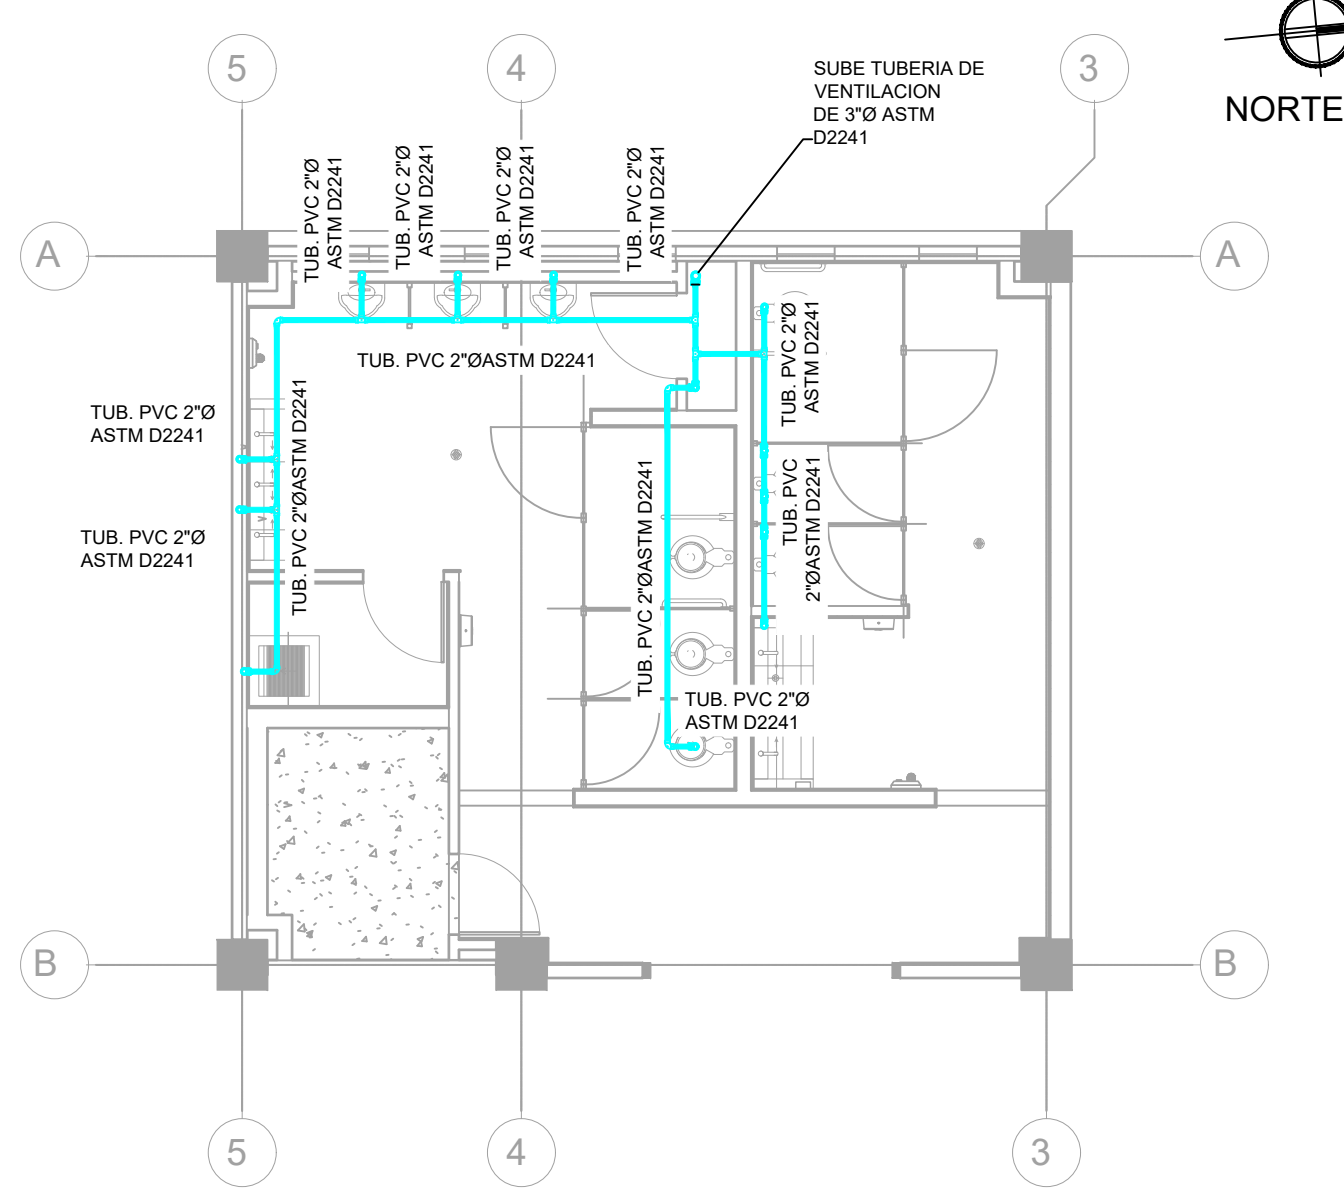 5
4
3
SUBE TUBERIA DE
VENTILACION
DE 3"Ø ASTM
D2241
NORTE
TUB. PVC 2"Ø
ASTM D2241
TUB. PVC 2"Ø
ASTM D2241
TUB. PVC 2"Ø
ASTM D2241
TUB. PVC 2"Ø
ASTM D2241
A
A
TUB. PVC 2"Ø
ASTM D2241
TUB. PVC 2"ØASTM D2241
TUB. PVC 2"Ø
ASTM D2241
TUB. PVC 2"ØASTM D2241
TUB. PVC 2"ØASTM D2241
TUB. PVC
2"ØASTM D2241
TUB. PVC 2"Ø
ASTM D2241
TUB. PVC 2"Ø
ASTM D2241
B
B
5
4
3